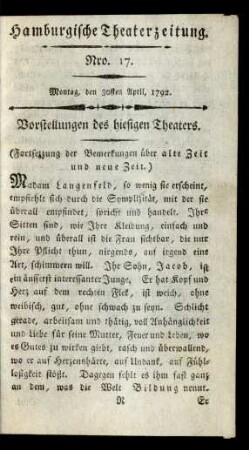 Hamburgische Theaterzeitung.
Nro. 17.
Montag, den 30sten April, 1792.
Vorstellungen des hiesigen Theaters.
(Fortsetzung der Bemerkungen über alte Zeit
und neue Zeit.)
Madam Langenfeld, so wenig sie erscheint,
empfiehlt sich durch die Symplizität, mit der sie
überall empfindet, spricht und handelt. Ihre
Sitten sind, wie Ihre Kleidung, einfach und
rein, und überall ist die Frau sichtbar, die nur
Ihre Pflicht thun, niegends, auf irgend eine
Art, schimmern will. Ihr Sohn, Jacob, ist
ein äusserst interessanter Junge. Er hat Kopf und
Herz auf dem rechten Fleck, ist weich, ohne
weibisch, gut, ohne schwach zu seyn. Schlicht
gerade, arbeitsam und thätig, voll Anhänglichkeit
und Liebe für seine Mutter, Feuer und Leben, wo
es Gutes zu wirken giebt, rasch und überwallend,
wo er auf Herzenshärte, auf Undank, auf Fühl-
losigkeit stößt. Dagegen fehlt es ihm fast ganz
an dem, was die Welt Bildung nennt.
R Er